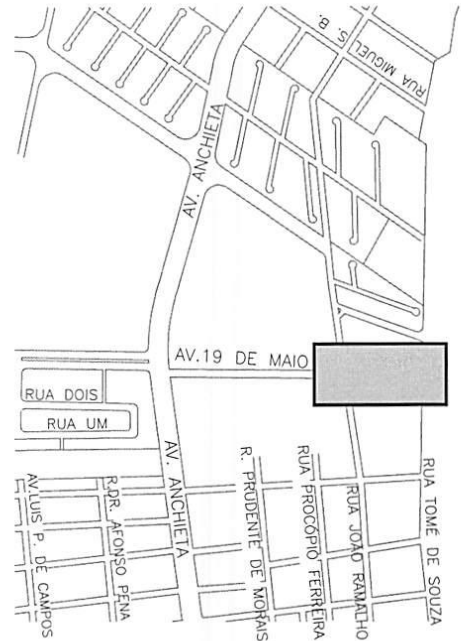 RUA MIGUEL S. B.
AV. ANCHIETA
AV.19 DE MAIO
RUA DOIS
RUA UM
AV. ANCHIETA
AV.LUIS P. DE CAMPOS
R.DR. AFONSO PENA
R. PRUDENTE DE MORAIS
RUA PROCÓPIO FERREIRA
RUA JOÃO RAMALHO
RUA TOMÉ DE SOUZA